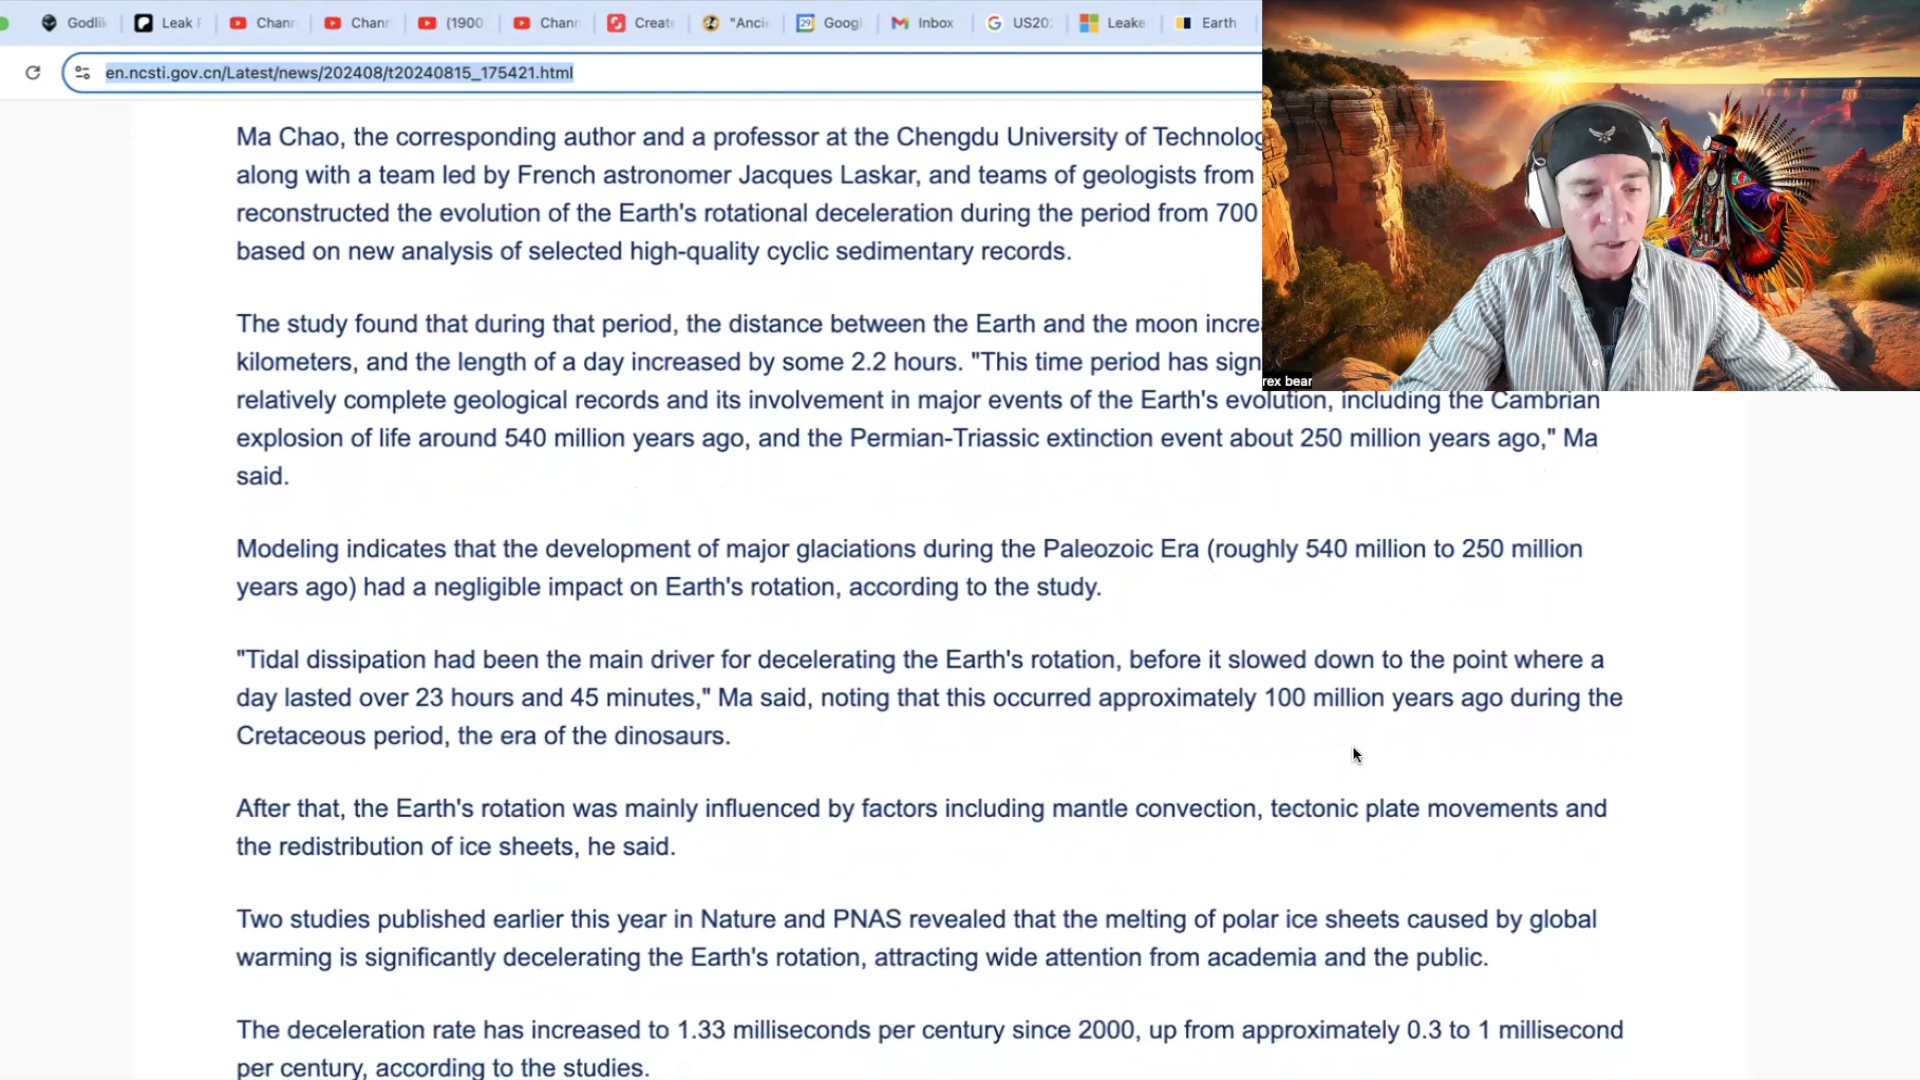 Godlik
Leak F
Chann
Chann
(1900
Chann
Create
"Anci
Googl
Inbox
US20
Leake
Earth
en.ncsti.gov.cn/Latest/news/202408/t20240815_175421.html
Ma Chao, the corresponding author and a professor at the Chengdu University of Technolog
along with a team led by French astronomer Jacques Laskar, and teams of geologists from
reconstructed the evolution of the Earth's rotational deceleration during the period from 700
based on new analysis of selected high-quality cyclic sedimentary records.
The study found that during that period, the distance between the Earth and the moon increa
kilometers, and the length of a day increased by some 2.2 hours. "This time period has sign
rex bear
relatively complete geological records and its involvement in major events of the Earth's evolution, including the Cambrian
explosion of life around 540 million years ago, and the Permian-Triassic extinction event about 250 million years ago," Ma
said.
Modeling indicates that the development of major glaciations during the Paleozoic Era (roughly 540 million to 250 million
years ago) had a negligible impact on Earth's rotation, according to the study.
"Tidal dissipation had been the main driver for decelerating the Earth's rotation, before it slowed down to the point where a
day lasted over 23 hours and 45 minutes," Ma said, noting that this occurred approximately 100 million years ago during the
Cretaceous period, the era of the dinosaurs.
After that, the Earth's rotation was mainly influenced by factors including mantle convection, tectonic plate movements and
the redistribution of ice sheets, he said.
Two studies published earlier this year in Nature and PNAS revealed that the melting of polar ice sheets caused by global
warming is significantly decelerating the Earth's rotation, attracting wide attention from academia and the public.
The deceleration rate has increased to 1.33 milliseconds per century since 2000, up from approximately 0.3 to 1 millisecond
per century, according to the studies.